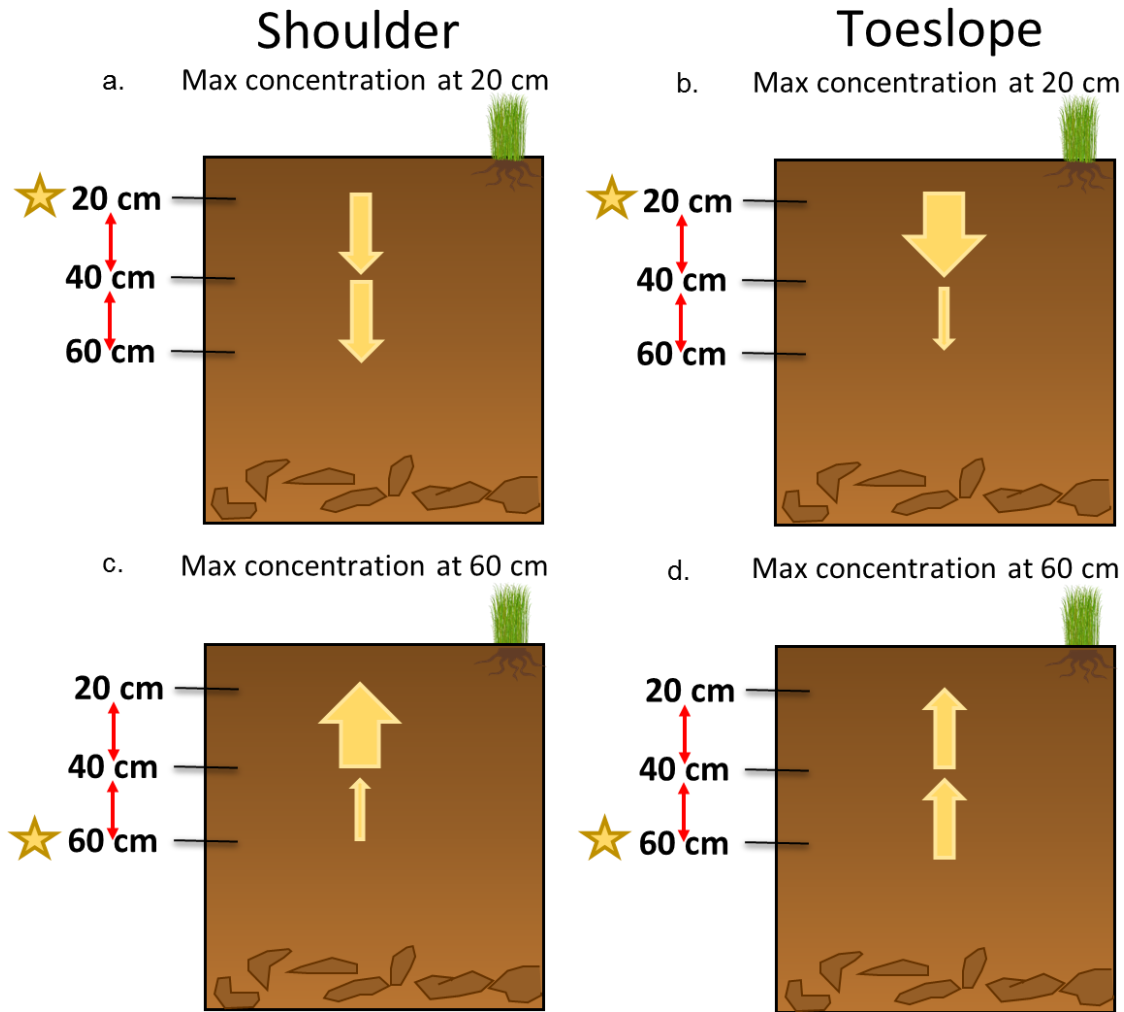 Shoulder
Toeslope
a. Max concentration at 20 cm
b. Max concentration at 20 cm
20 cm
40 cm
60 cm
20 cm
40 cm
60 cm
c. Max concentration at 60 cm
d. Max concentration at 60 cm
20 cm
40 cm
60 cm
20 cm
40 cm
60 cm